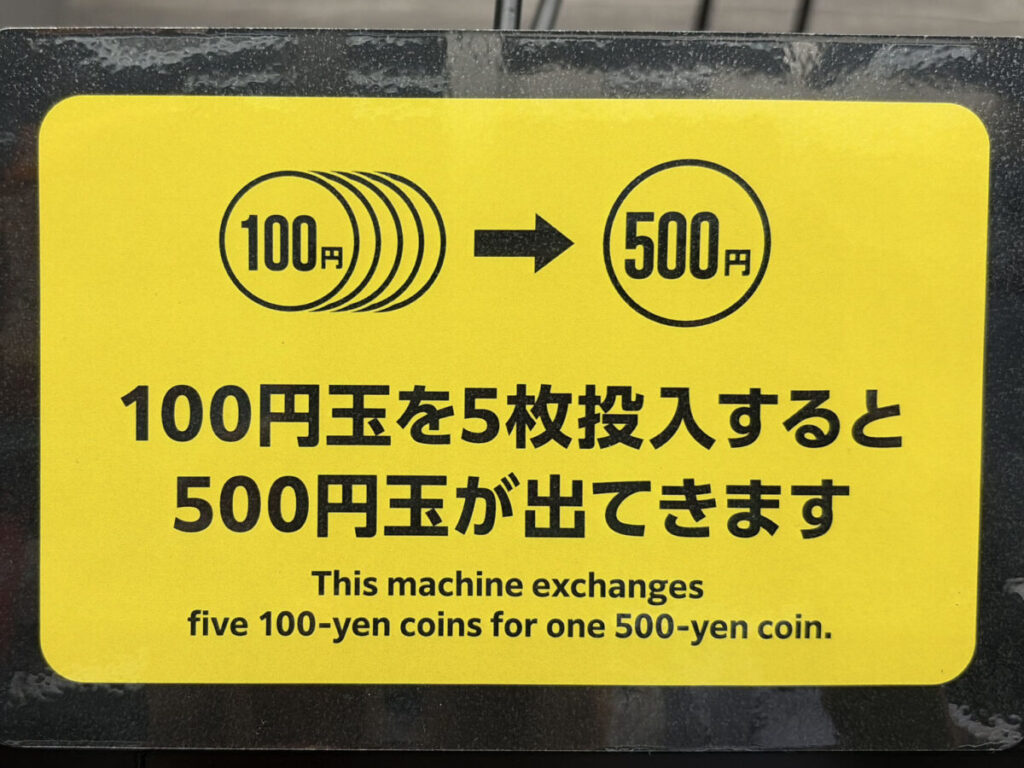 100円 500円
100円玉を5枚投入すると
500円玉が出てきます
This machine exchanges
five 100-yen coins for one 500-yen coin.